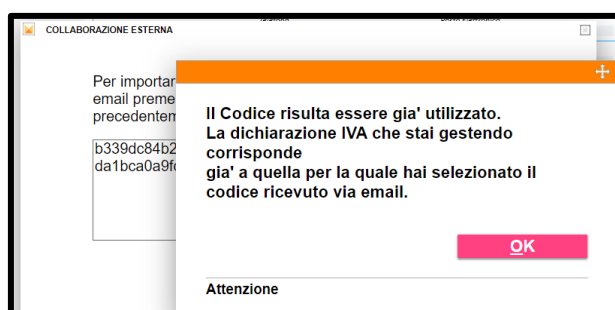 COLLABORAZIONE ESTERNA
Per importar
email preme
precedentem
b339dc84b2
da1bca0a9f
Il Codice risulta essere gia' utilizzato.
La dichiarazione IVA che stai gestendo
corrisponde
gia' a quella per la quale hai selezionato il
codice ricevuto via email.
OK
Attenzione